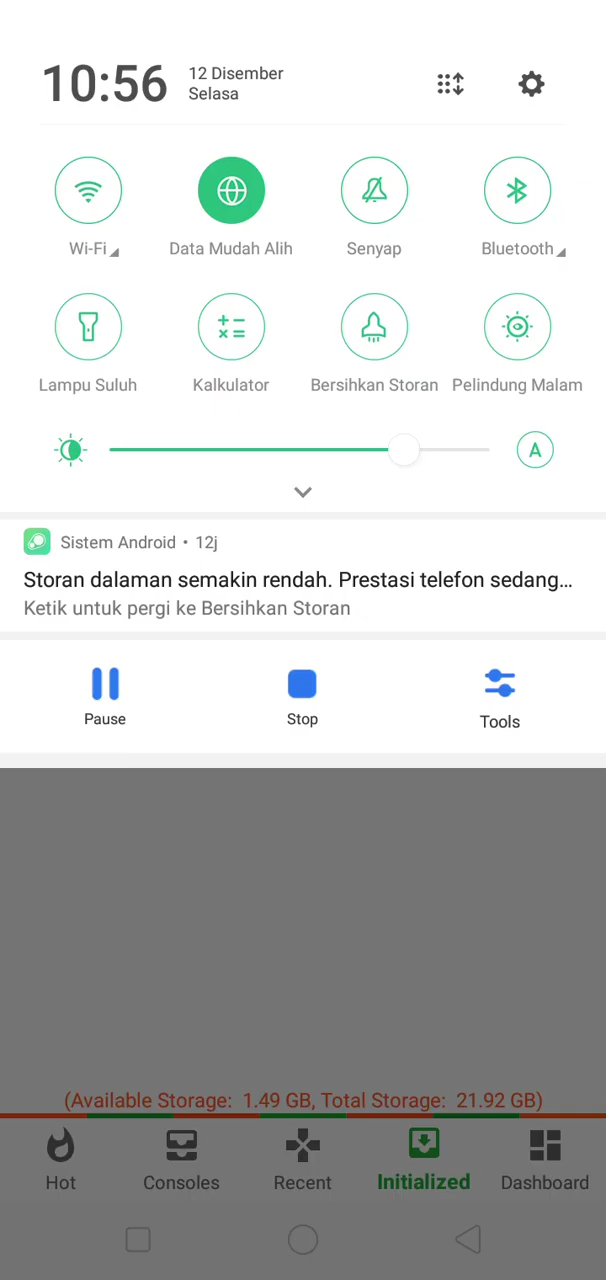 10:56
12 Disember
Selasa
Wi-Fi
Data Mudah Alih
Senyap
Bluetooth
Lampu Suluh
Kalkulator
Bersihkan Storan
Pelindung Malam
A
Sistem Android • 12j
Storan dalaman semakin rendah. Prestasi telefon sedang...
Ketik untuk pergi ke Bersihkan Storan
Pause
Stop
Tools
(Available Storage: 1.49 GB, Total Storage: 21.92 GB)
Hot
Consoles
Recent
Initialized
Dashboard